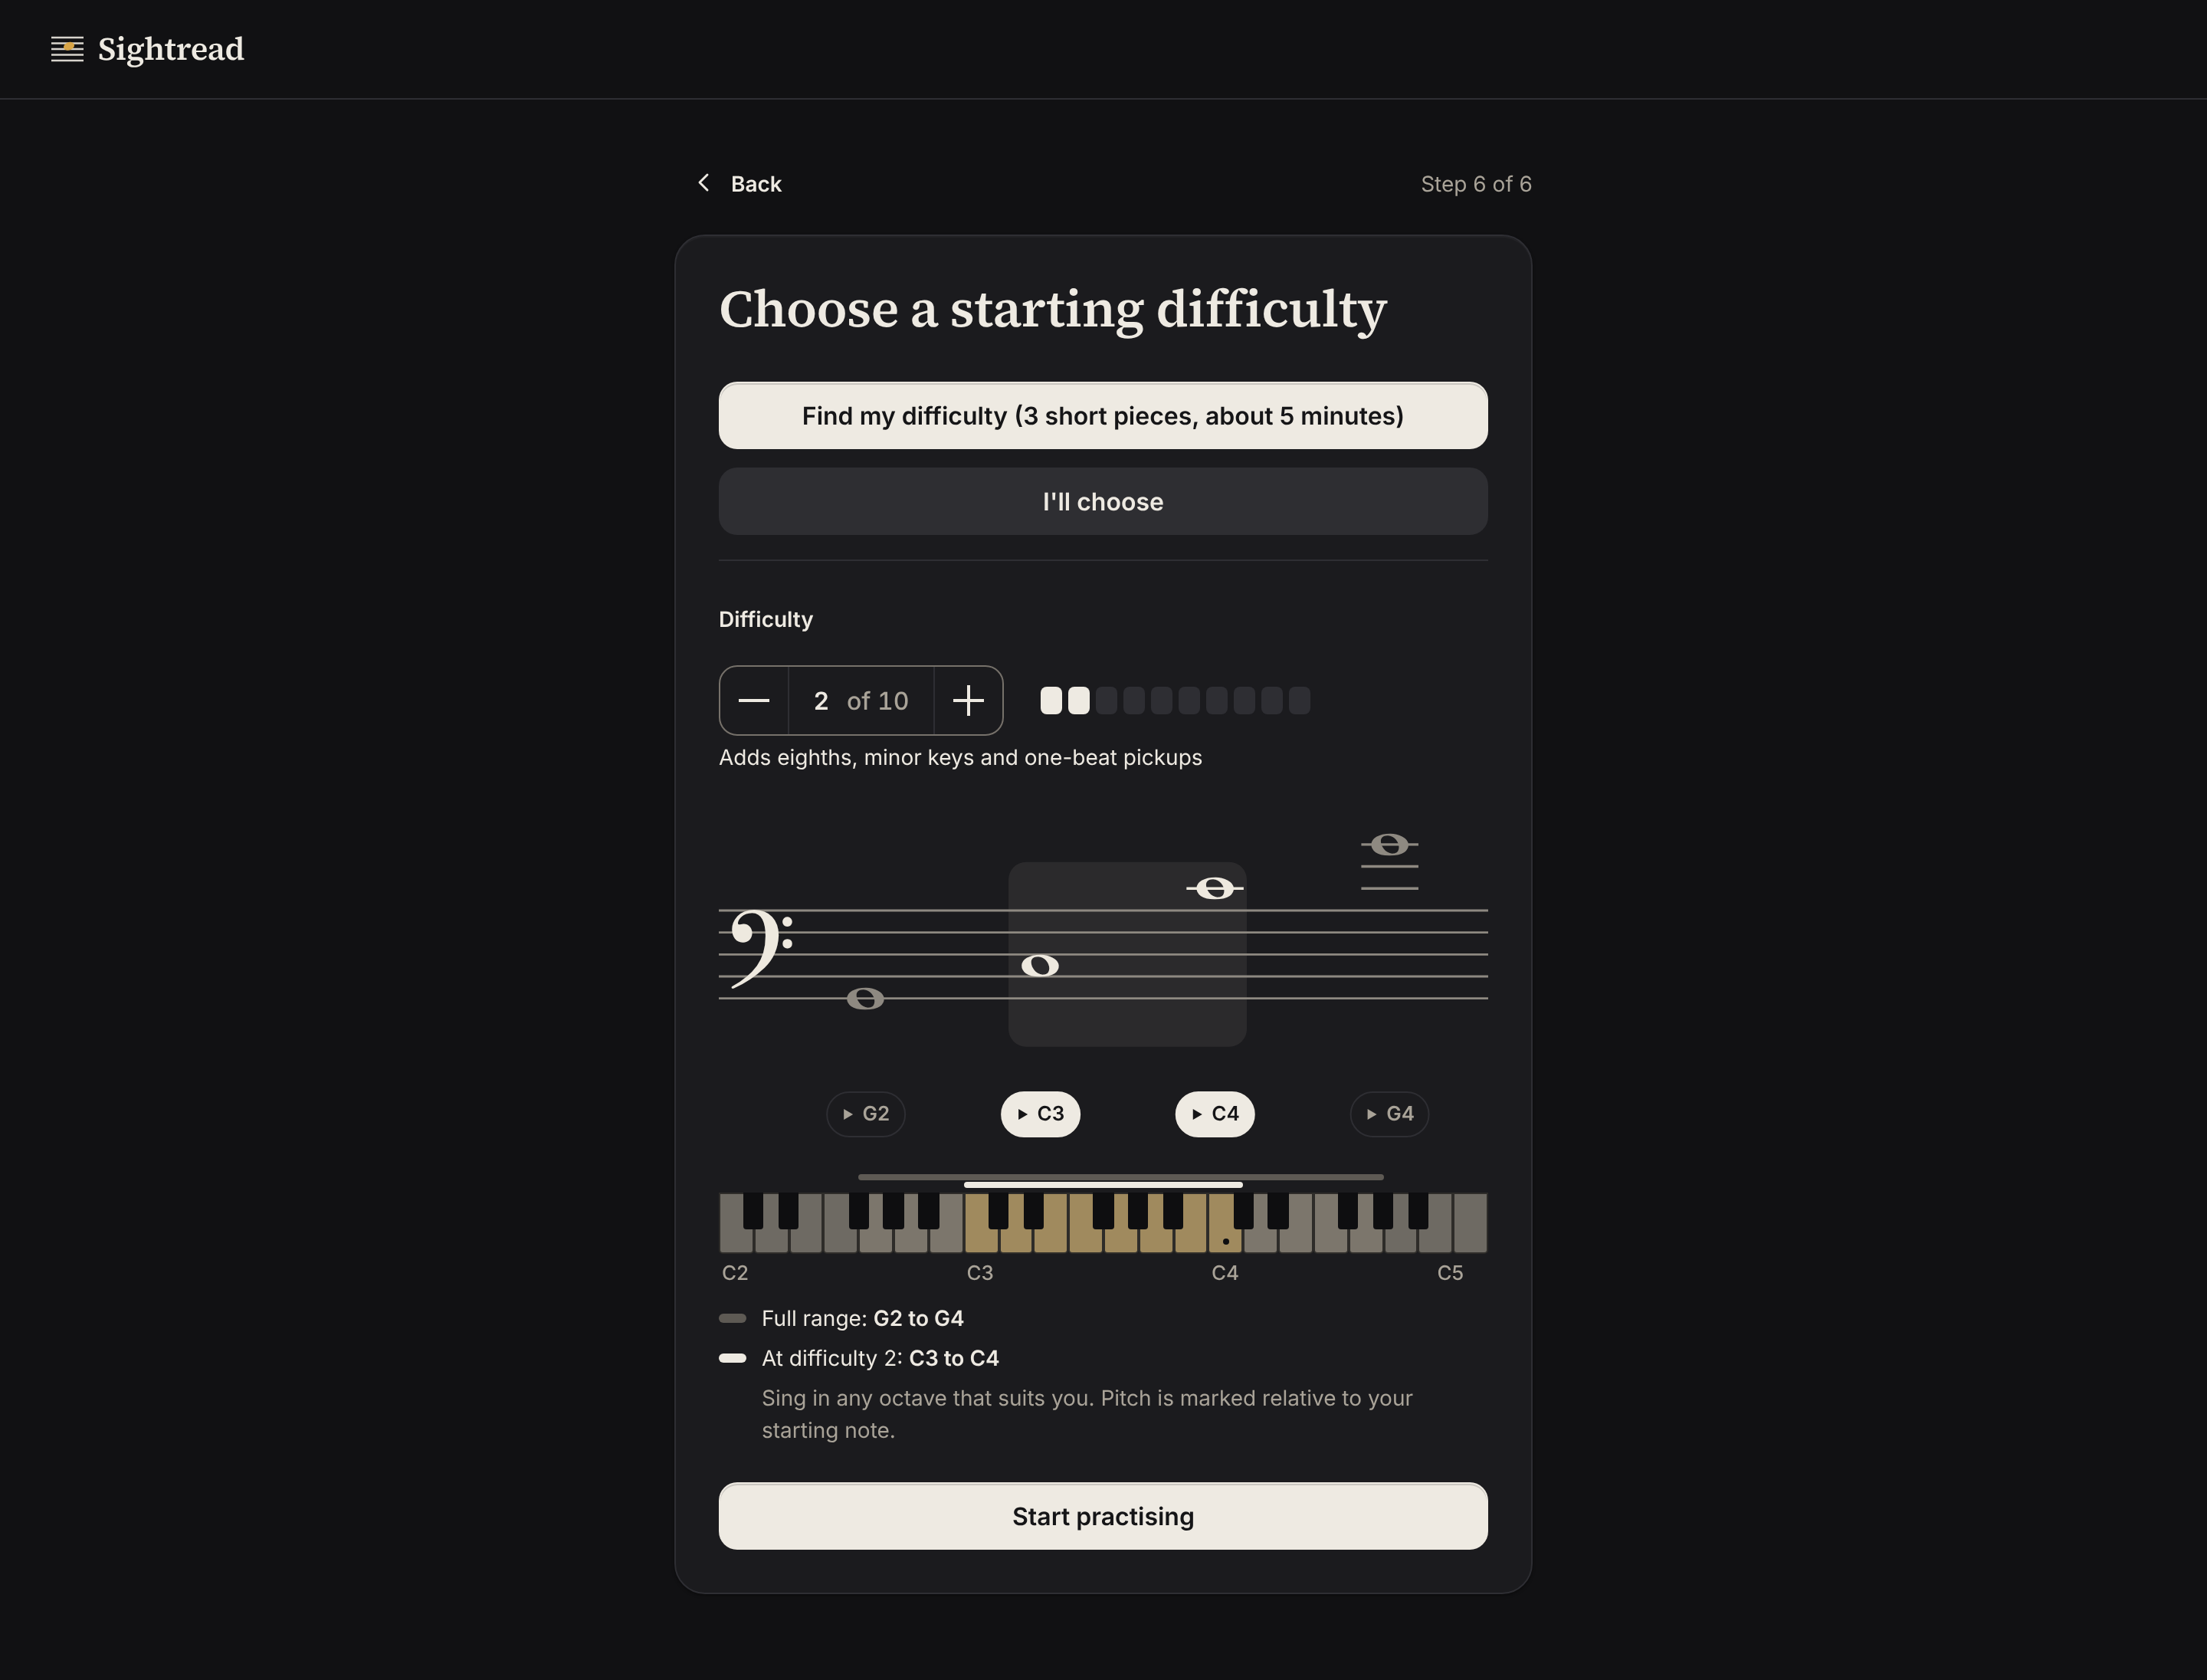 Sightread
Back
Step 6 of 6
Choose a starting difficulty
Find my difficulty (3 short pieces, about 5 minutes)
I'll choose
Difficulty
2 of 10
Adds eighths, minor keys and one-beat pickups
G2
C3
C4
G4
C2
C3
C4
C5
Full range: G2 to G4
At difficulty 2: C3 to C4
Sing in any octave that suits you. Pitch is marked relative to your
starting note.
Start practising